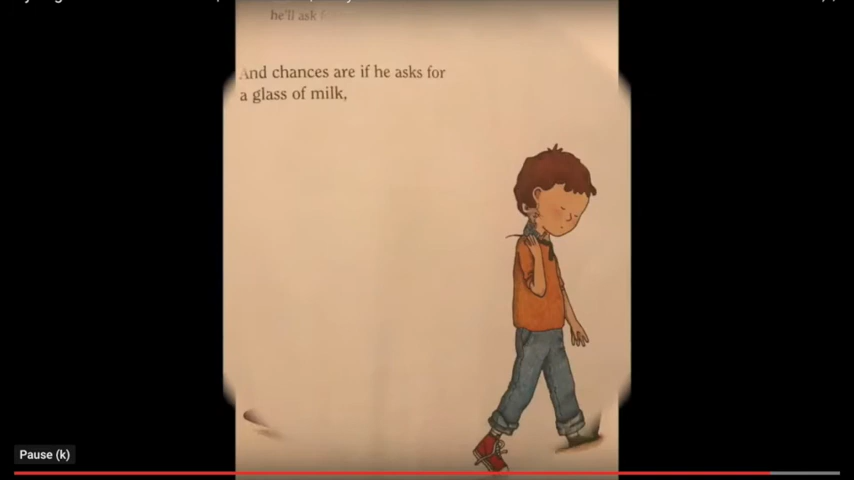 he'll ask
And chances are if he asks for
a glass of milk,
Pause (k)